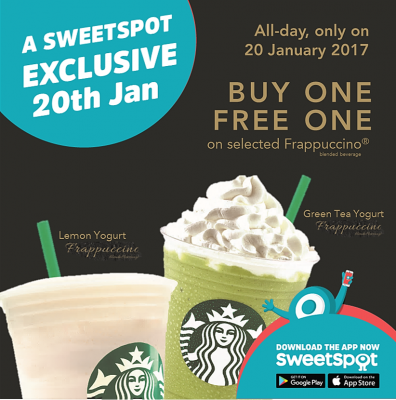 A SWEETSPOT
EXCLUSIVE
20th Jan
All-day, only on
20 January 2017
BUY ONE
FREE ONE
on selected Frappuccino®
blended beverage
Lemon Yogurt
Frappuccino
Green Tea Yogurt
Frappuccino
DOWNLOAD THE APP NOW
sweetspot
GET IT ON
Google Play
Download on the
App Store